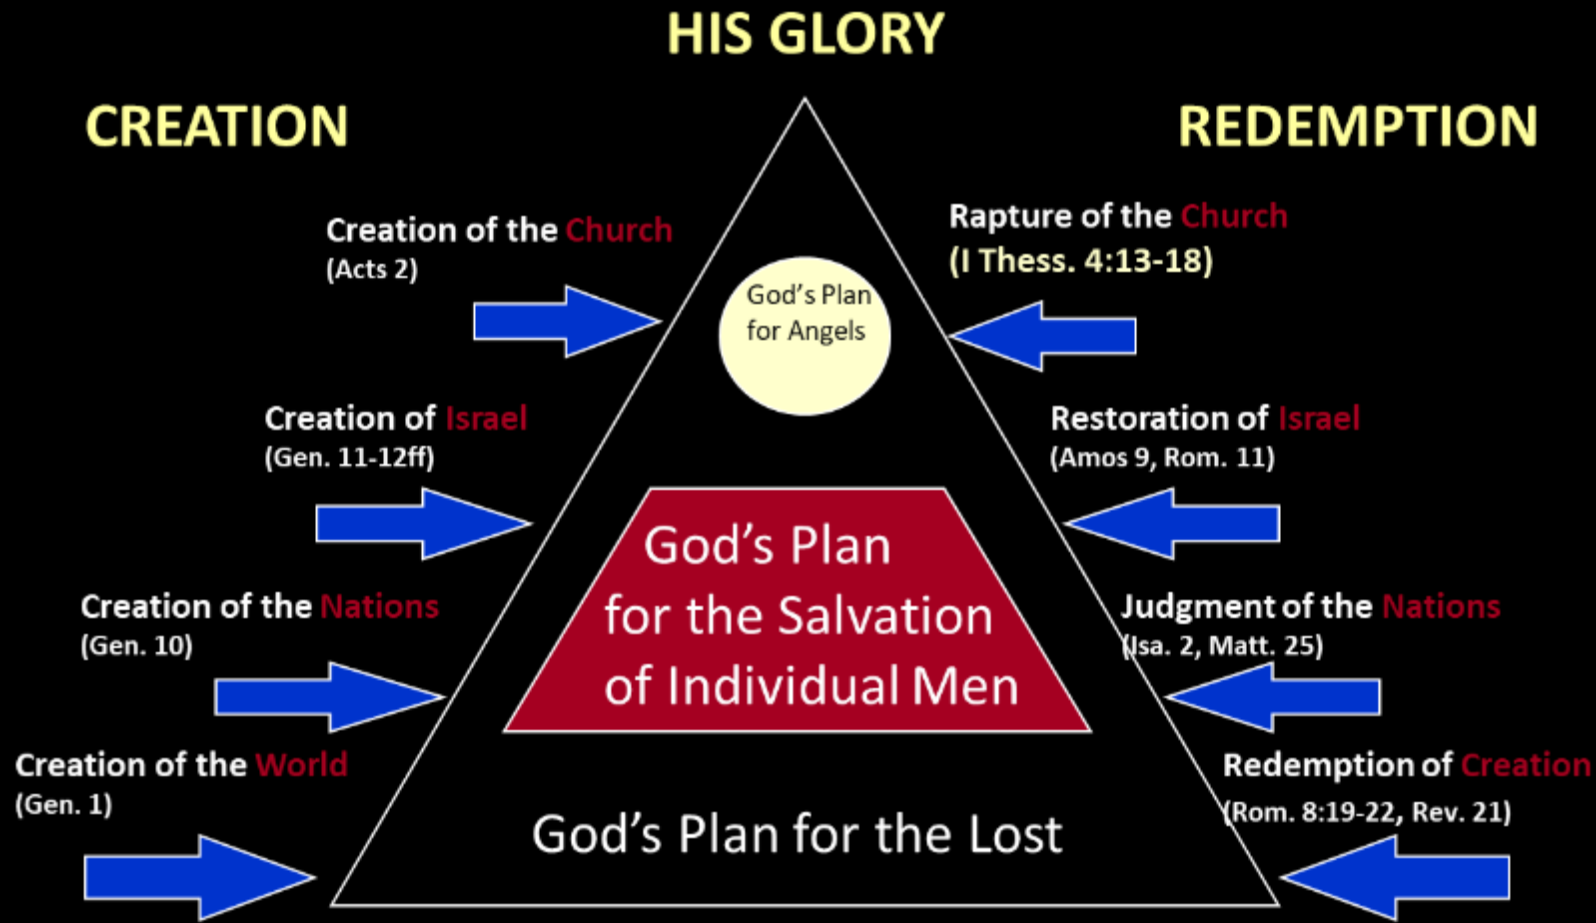 HIS GLORY
CREATION
REDEMPTION
Creation of the Church
(Acts 2)
Rapture of the Church
(I Thess. 4:13-18)
God’s Plan
for Angels
Creation of Israel
(Gen. 11-12ff)
Restoration of Israel
(Amos 9, Rom. 11)
God’s Plan
for the Salvation
of Individual Men
Creation of the Nations
(Gen. 10)
Judgment of the Nations
(Isa. 2, Matt. 25)
Creation of the World
(Gen. 1)
Redemption of Creation
(Rom. 8:19-22, Rev. 21)
God’s Plan for the Lost